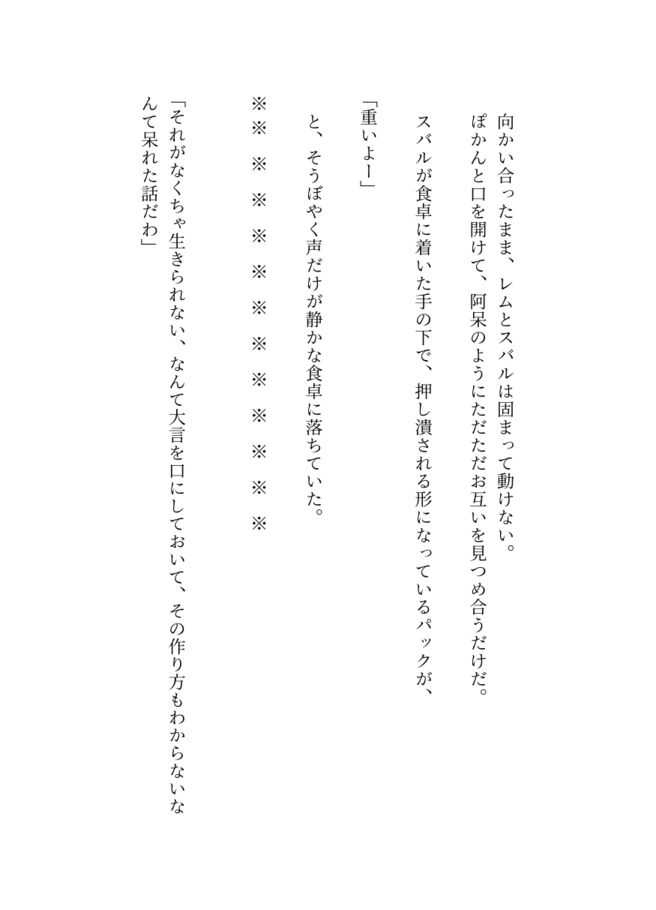 向かい合ったまま、レムとスバルは固まって動けない。
ぽかんと口を開けて、阿呆のようにただただお互いを見つめ合うだけだ。
スバルが食卓に着いた手の下で、押し潰される形になっているパックが、
「重いよー」
と、そうぼやく声だけが静かな食卓に落ちていた。
※※　※　※　※　※　※　※　※　※　※　※　※
「それがなくちゃ生きられない、なんて大言を口にしておいて、その作り方もわからないな
んて呆れた話だわ」